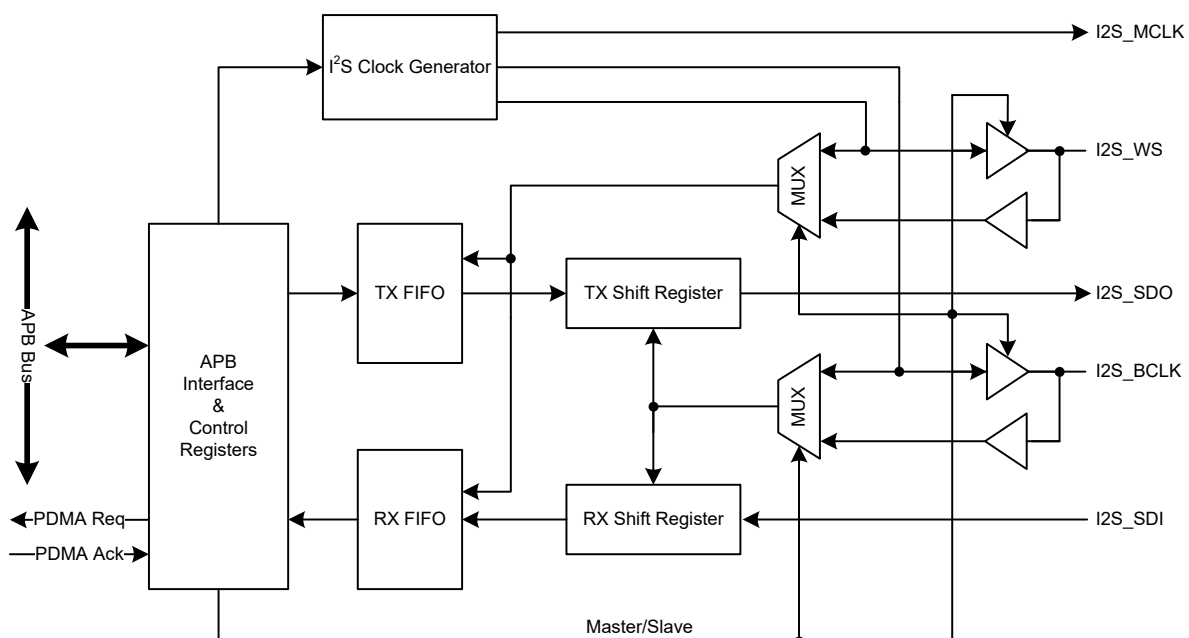 I2S_MCLK
I²S Clock Generator
I2S_WS
MUX
TX FIFO
TX Shift Register
I2S_SDO
APB Bus
APB
Interface
&
Control
Registers
MUX
I2S_BCLK
PDMA Req
RX FIFO
RX Shift Register
I2S_SDI
PDMA Ack
Master/Slave